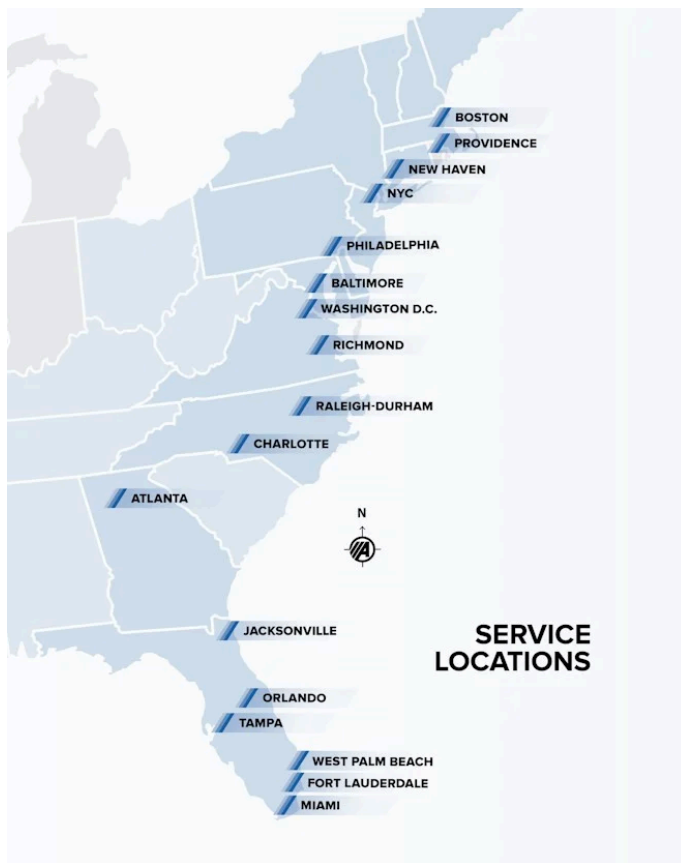 BOSTON
PROVIDENCE
NEW HAVEN
NYC
PHILADELPHIA
BALTIMORE
WASHINGTON D.C.
RICHMOND
RALEIGH-DURHAM
CHARLOTTE
ATLANTA
N
A
JACKSONVILLE
SERVICE
LOCATIONS
ORLANDO
TAMPA
WEST PALM BEACH
FORT LAUDERDALE
MIAMI